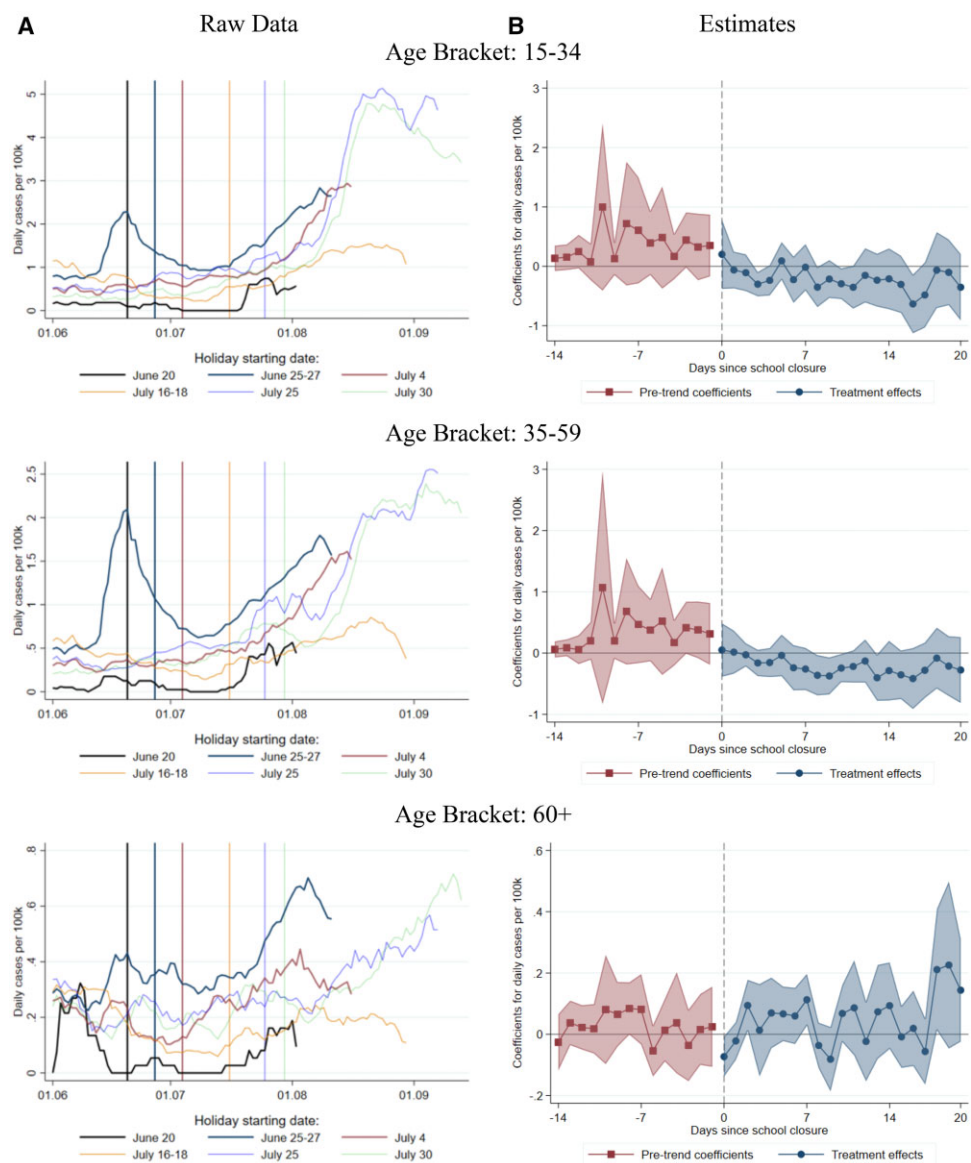 A Raw Data B Estimates
Age Bracket: 15-34
Daily cases per 100k
5
4
3
2
1
0
01.06 01.07 01.08 01.09
Holiday starting date:
June 20 June 25-27 July 4
July 16-18 July 25 July 30
Coefficients for daily cases per 100k
3
2
1
0
-1
-14 -7 0 7 14 20
Days since school closure
Pre-trend coefficients Treatment effects
Age Bracket: 35-59
Daily cases per 100k
2.5
2
1.5
1
.5
0
01.06 01.07 01.08 01.09
Holiday starting date:
June 20 June 25-27 July 4
July 16-18 July 25 July 30
Coefficients for daily cases per 100k
3
2
1
0
-1
-14 -7 0 7 14 20
Days since school closure
Pre-trend coefficients Treatment effects
Age Bracket: 60+
Daily cases per 100k
.8
.6
.4
.2
0
01.06 01.07 01.08 01.09
Holiday starting date:
June 20 June 25-27 July 4
July 16-18 July 25 July 30
Coefficients for daily cases per 100k
.6
.4
.2
0
-.2
-14 -7 0 7 14 20
Days since school closure
Pre-trend coefficients Treatment effects